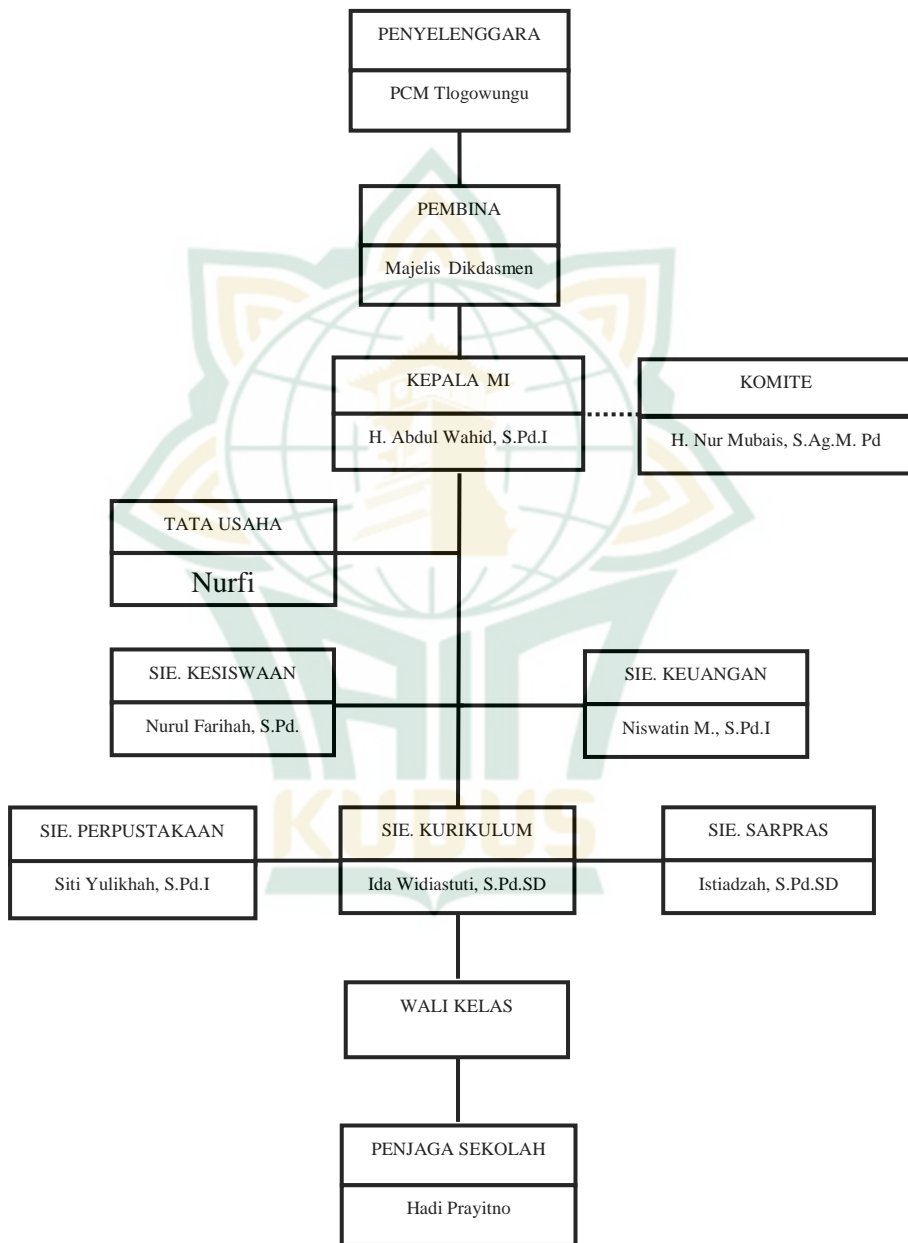 PENYELENGGARA
PCM Tlogowungu
PEMBINA
Majelis Dikdasmen
KEPALA MI
H. Abdul Wahid, S.Pd.I
KOMITE
H. Nur Mubais, S.Ag.M. Pd
TATA USAHA
Nurfi
SIE. KESISWAAN
Nurul Farihah, S.Pd.
SIE. KEUANGAN
Niswatin M., S.Pd.I
SIE. PERPUSTAKAAN
Siti Yulikhah, S.Pd.I
SIE. KURIKULUM
Ida Widiastuti, S.Pd.SD
SIE. SARPRAS
Istiadzah, S.Pd.SD
WALI KELAS
PENJAGA SEKOLAH
Hadi Prayitno
IAIN
KUDUS